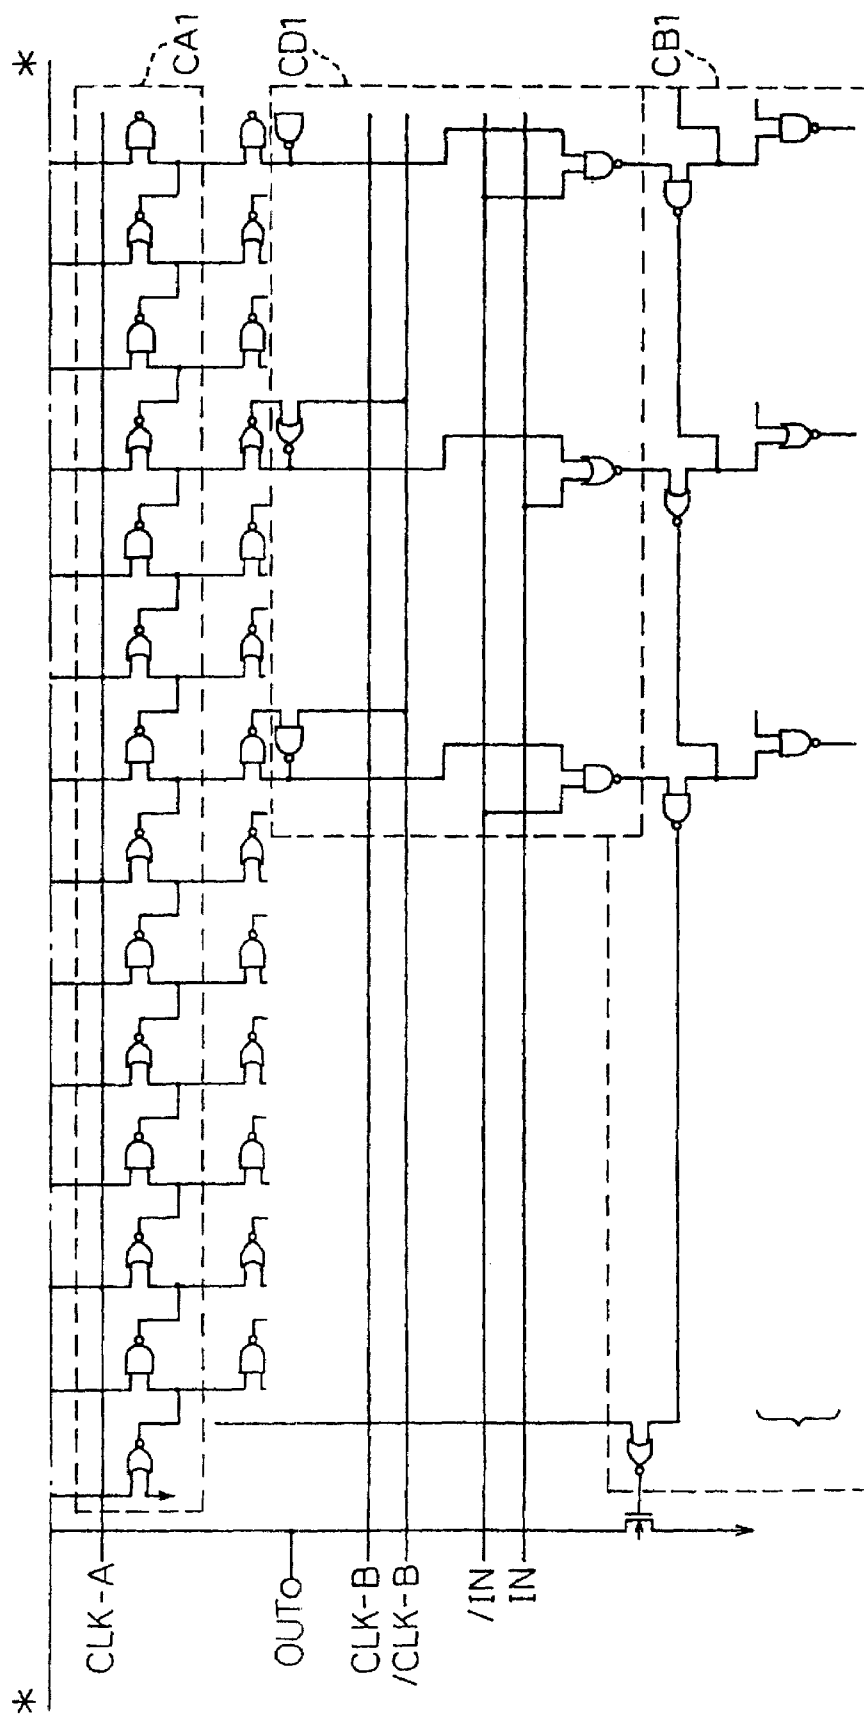 *
CA1
CD1
CB1
*
CLK-A
OUT
CLK-B
/CLK-B
/IN
IN